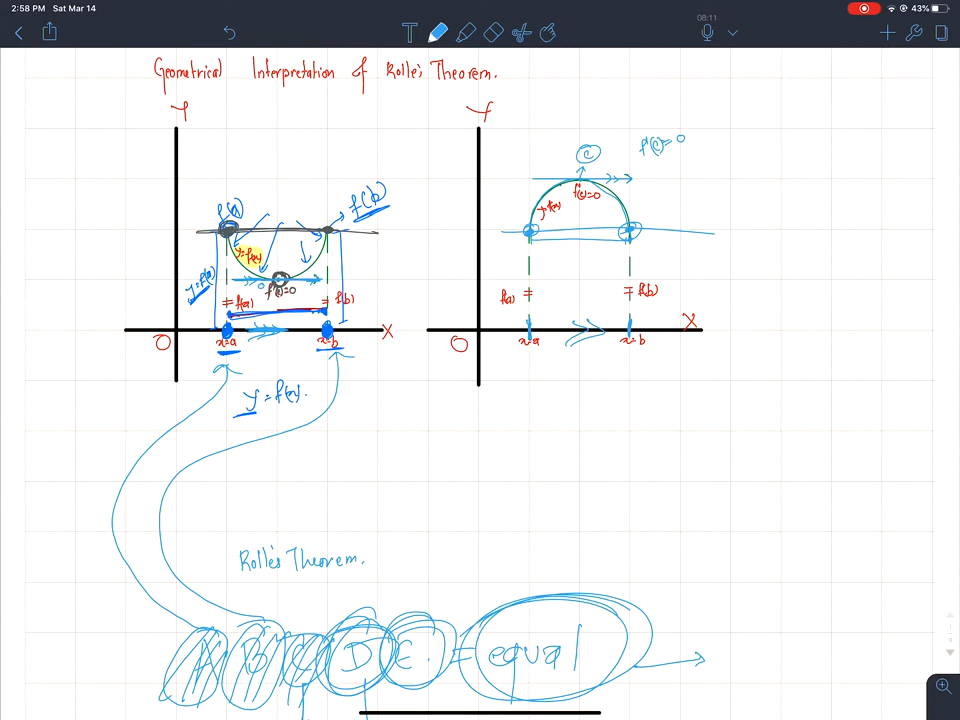 2:58 PM Sat Mar 14
43%
08:11
Geometrical Interpretation of Rolle's Theorem.
Y
Y
f'(c)=0
C
f(a)
f(b)
f'(c)=0
y=f(x)
y=f(x)
y=f(a)
f'(c)=0
= f(a)
= f(b)
f(a) =
= f(b)
O
x=a
x=b
X
O
x=a
x=b
X
y=f(x).
Rolle's Theorem.
A B C D E. = equal